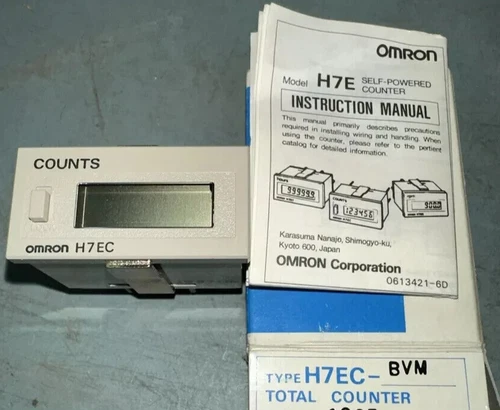 COUNTS
OMRON H7EC
OMRON
Model H7E SELF-POWERED
COUNTER
INSTRUCTION MANUAL
This manual primarily describes precautions
required in installing wiring and handling. When
using the counter, please refer to the pertient
catalog for detailed information.
999999
123456
9000
Karasuma Nanajo, Shimogyo-ku,
Kyoto 600, Japan
OMRON Corporation
0613421-6D
TYPE H7EC-BVM
TOTAL COUNTER